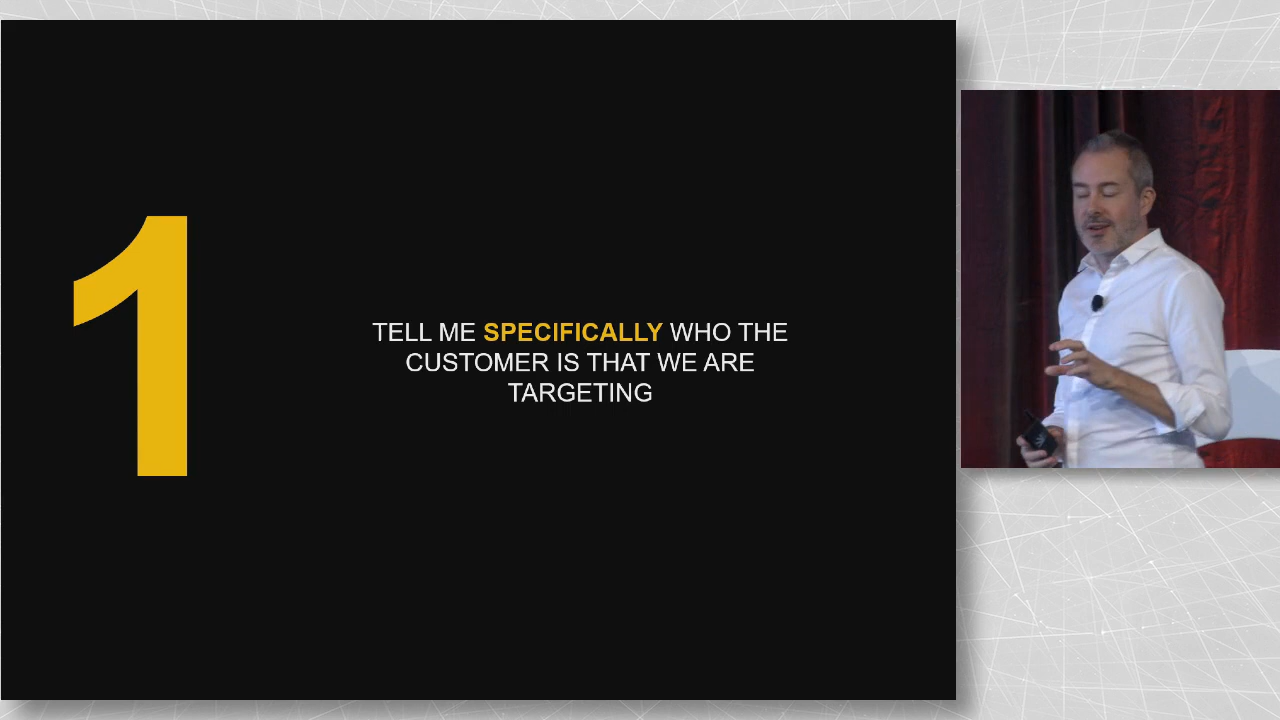 1
TELL ME SPECIFICALLY WHO THE
CUSTOMER IS THAT WE ARE
TARGETING